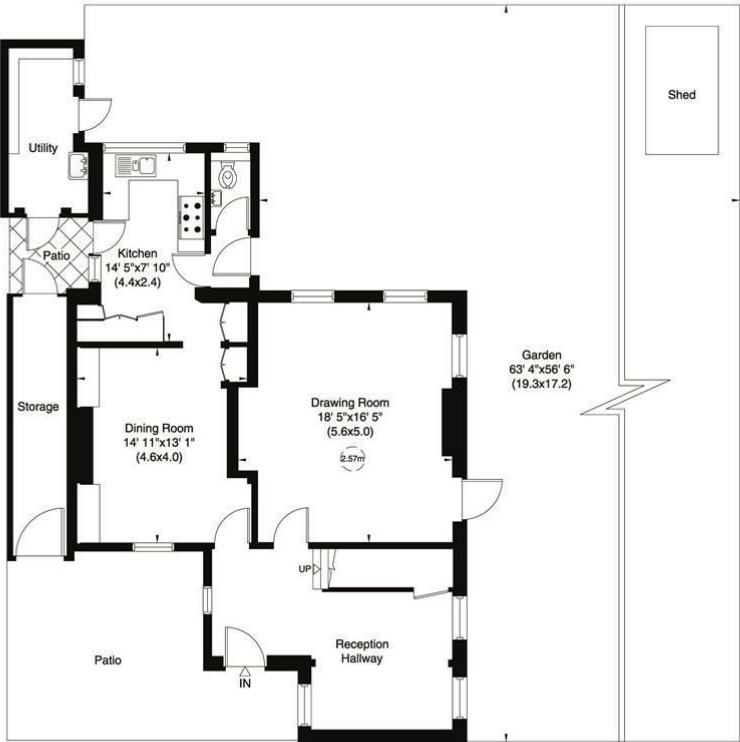 Shed
Utility
Patio
Kitchen
14' 5"x7' 10"
(4.4x2.4)
Garden
63' 4"x56' 6"
(19.3x17.2)
Storage
Dining Room
14' 11"x13' 1"
(4.6x4.0)
Drawing Room
18' 5"x16' 5"
(5.6x5.0)
2.57m
UP
Patio
Reception
Hallway
IN